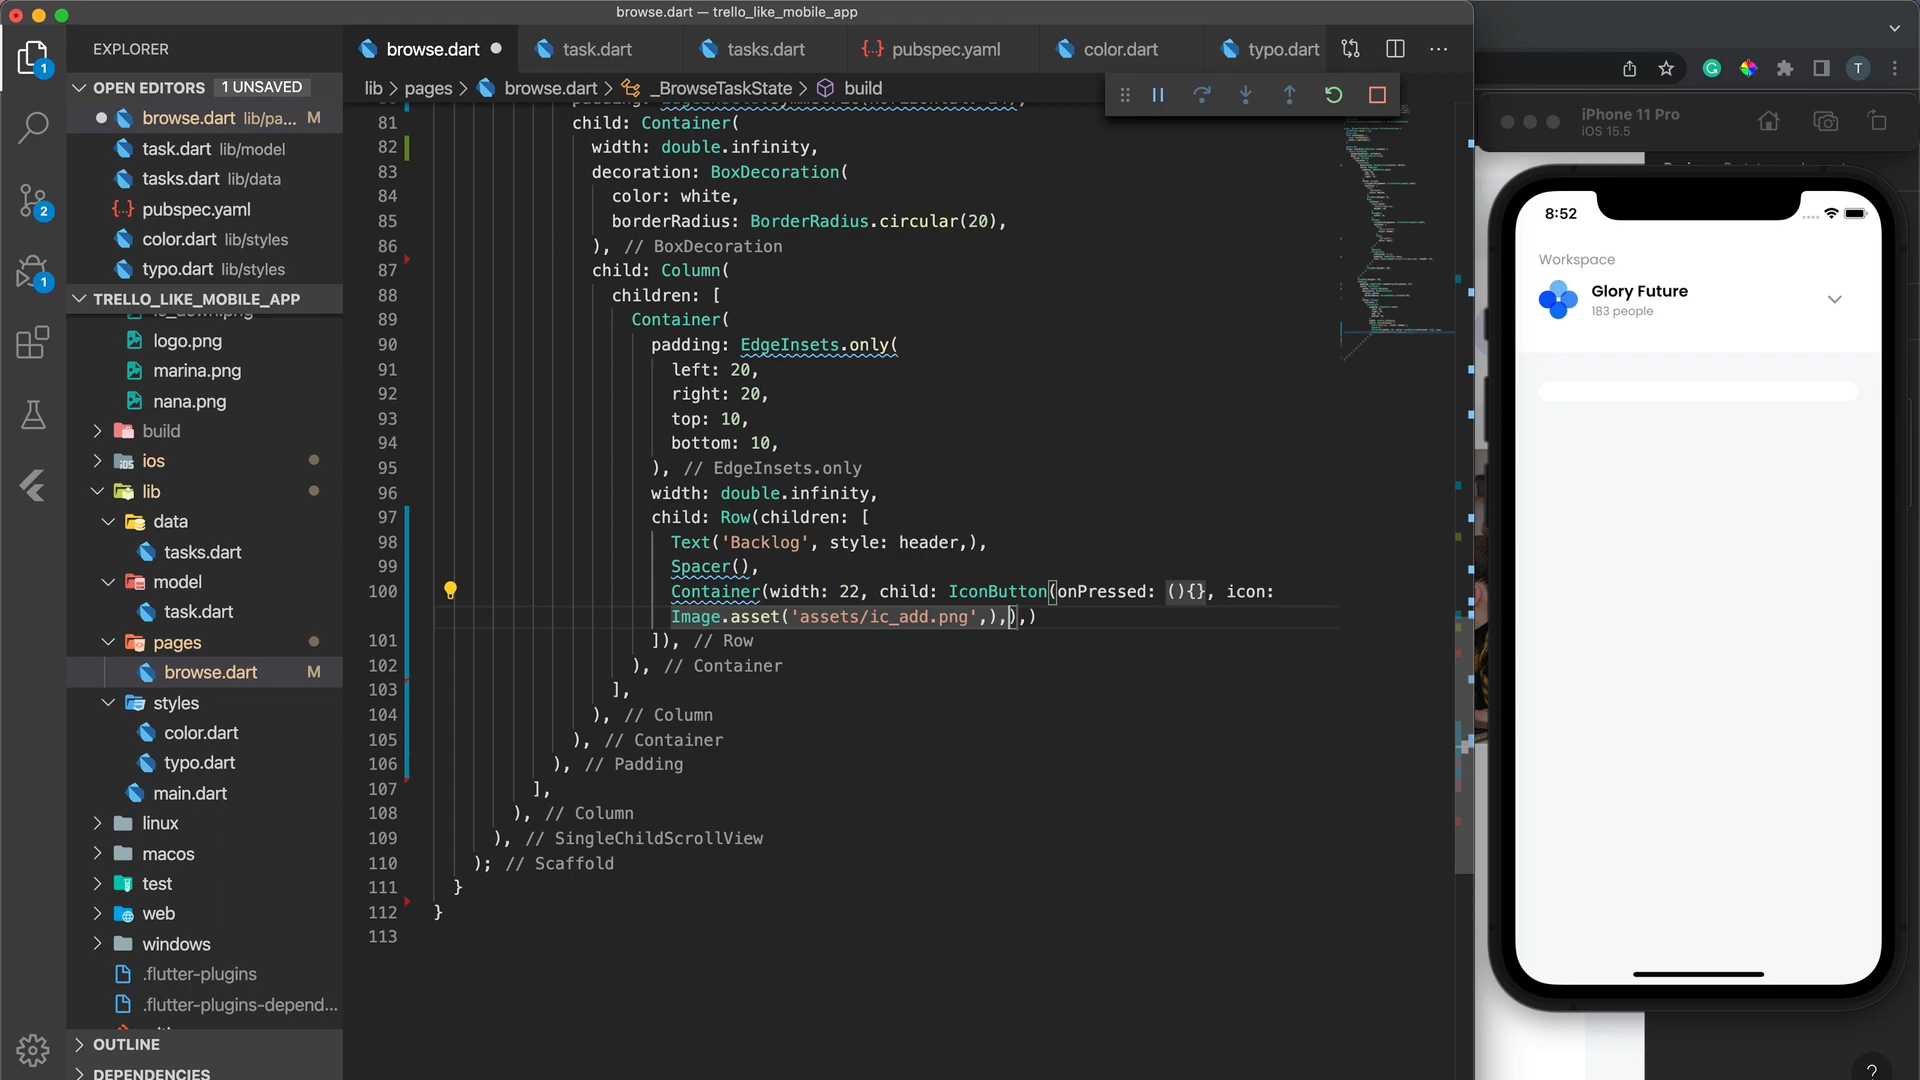 browse.dart — trello_like_mobile_app
EXPLORER
browse.dart
task.dart
tasks.dart
{··} pubspec.yaml
color.dart
typo.dart
OPEN EDITORS 1 UNSAVED
lib > pages > browse.dart > _BrowseTaskState > build
browse.dart lib/pa... M
task.dart lib/model
tasks.dart lib/data
{··} pubspec.yaml
color.dart lib/styles
typo.dart lib/styles
TRELLO_LIKE_MOBILE_APP
logo.png
marina.png
nana.png
build
ios
lib
data
tasks.dart
model
task.dart
pages
browse.dart M
styles
color.dart
typo.dart
main.dart
linux
macos
test
web
windows
.flutter-plugins
.flutter-plugins-depend...
OUTLINE
DEPENDENCIES
1
2
1
81 child: Container(
82 width: double.infinity,
83 decoration: BoxDecoration(
84 color: white,
85 borderRadius: BorderRadius.circular(20),
86 ), // BoxDecoration
87 child: Column(
88 children: [
89 Container(
90 padding: EdgeInsets.only(
91 left: 20,
92 right: 20,
93 top: 10,
94 bottom: 10,
95 ), // EdgeInsets.only
96 width: double.infinity,
97 child: Row(children: [
98 Text('Backlog', style: header,),
99 Spacer(),
100 Container(width: 22, child: IconButton(onPressed: (){}, icon:
Image.asset('assets/ic_add.png',),),)
101 ]), // Row
102 ), // Container
103 ],
104 ), // Column
105 ), // Container
106 ), // Padding
107 ],
108 ), // Column
109 ), // SingleChildScrollView
110 ); // Scaffold
111 }
112 }
113
T
iPhone 11 Pro
iOS 15.5
8:52
Workspace
Glory Future
183 people
?